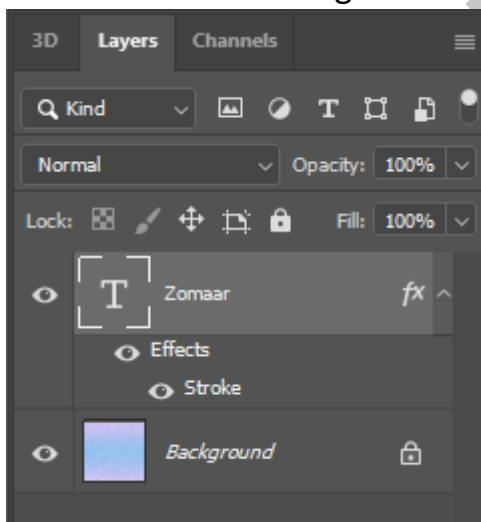 3D Layers Channels
Kind T
Normal Opacity: 100%
Lock: Fill: 100%
T Zomaar fx
Effects
Stroke
Background